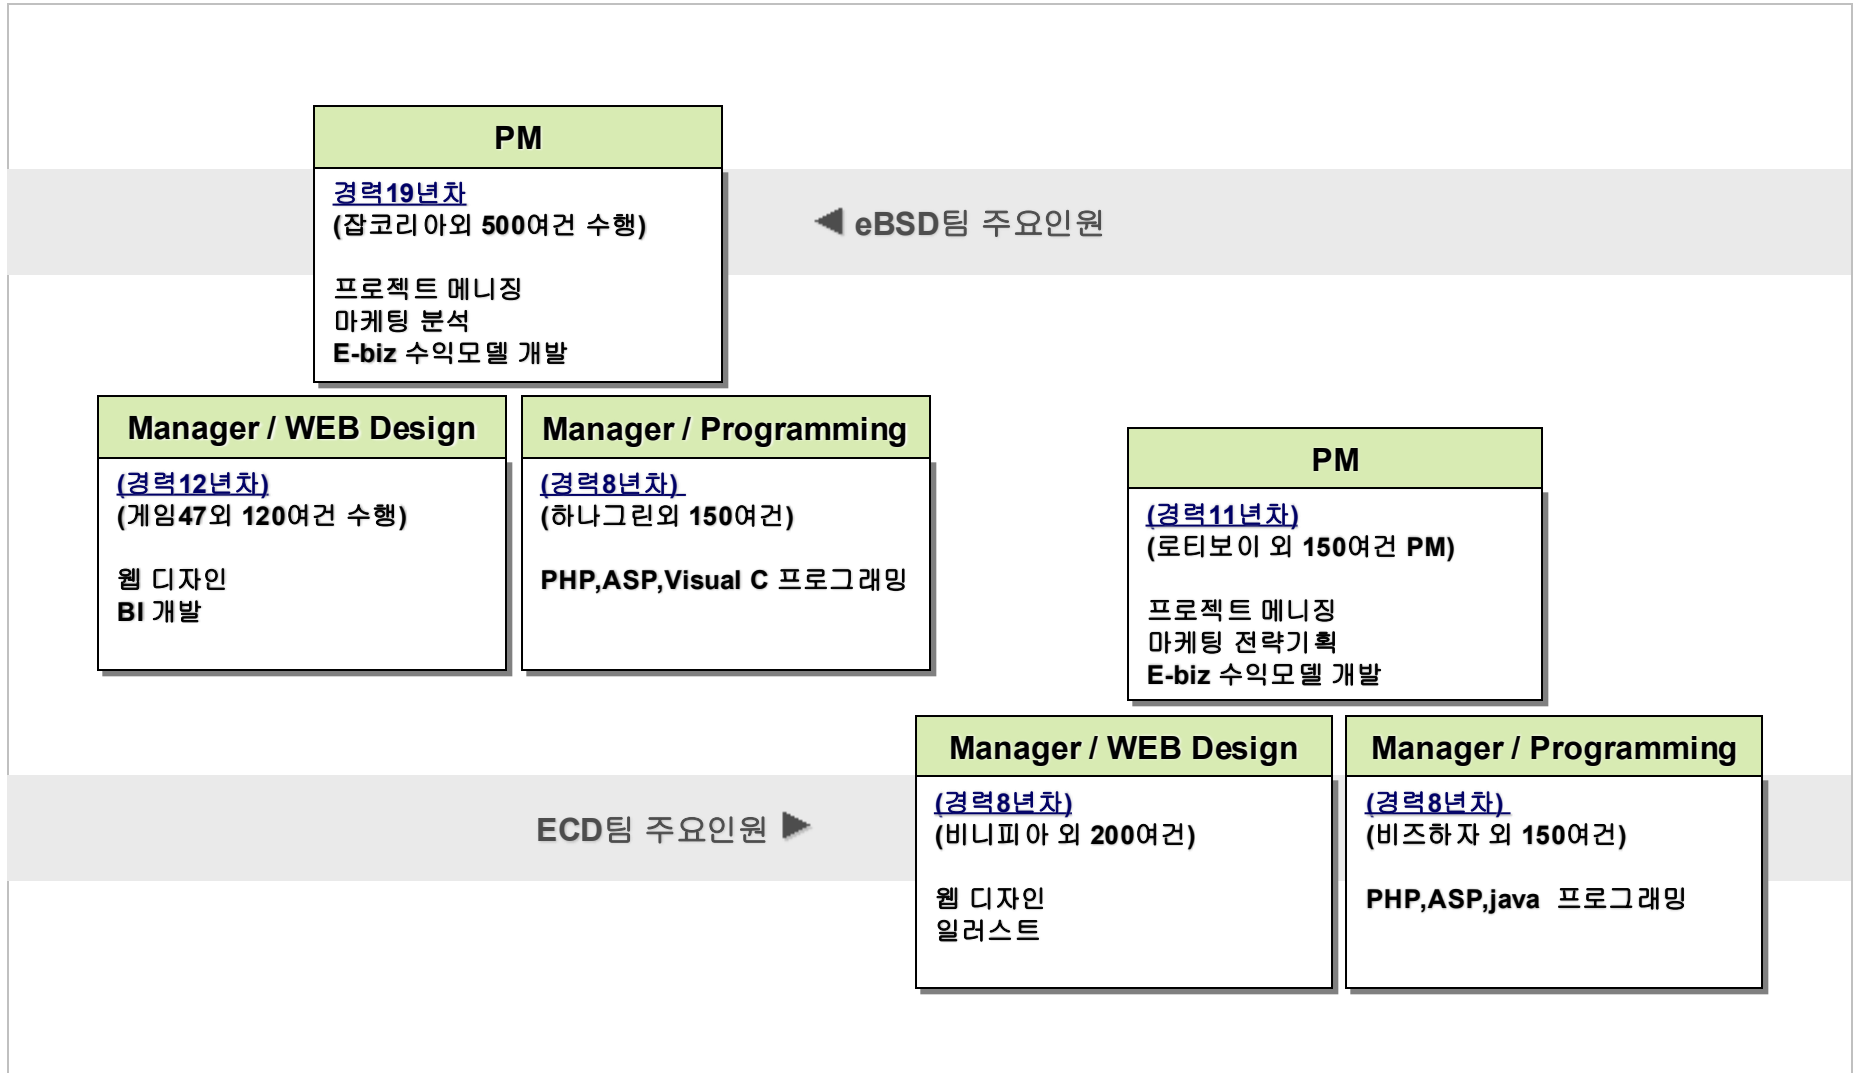 PM
경력19년차
(잡코리아외 500여건 수행)
프로젝트 메니징
마케팅 분석
E-biz 수익모델 개발
◀ eBSD팀 주요인원
Manager / WEB Design
(경력12년차)
(게임47외 120여건 수행)
웹 디자인
BI 개발
Manager / Programming
(경력8년차)
(하나그린외 150여건)
PHP,ASP,Visual C 프로그래밍
PM
(경력11년차)
(로티보이 외 150여건 PM)
프로젝트 메니징
마케팅 전략기획
E-biz 수익모델 개발
ECD팀 주요인원 ▶
Manager / WEB Design
(경력8년차)
(비니피아 외 200여건)
웹 디자인
일러스트
Manager / Programming
(경력8년차)
(비즈하자 외 150여건)
PHP,ASP,java 프로그래밍